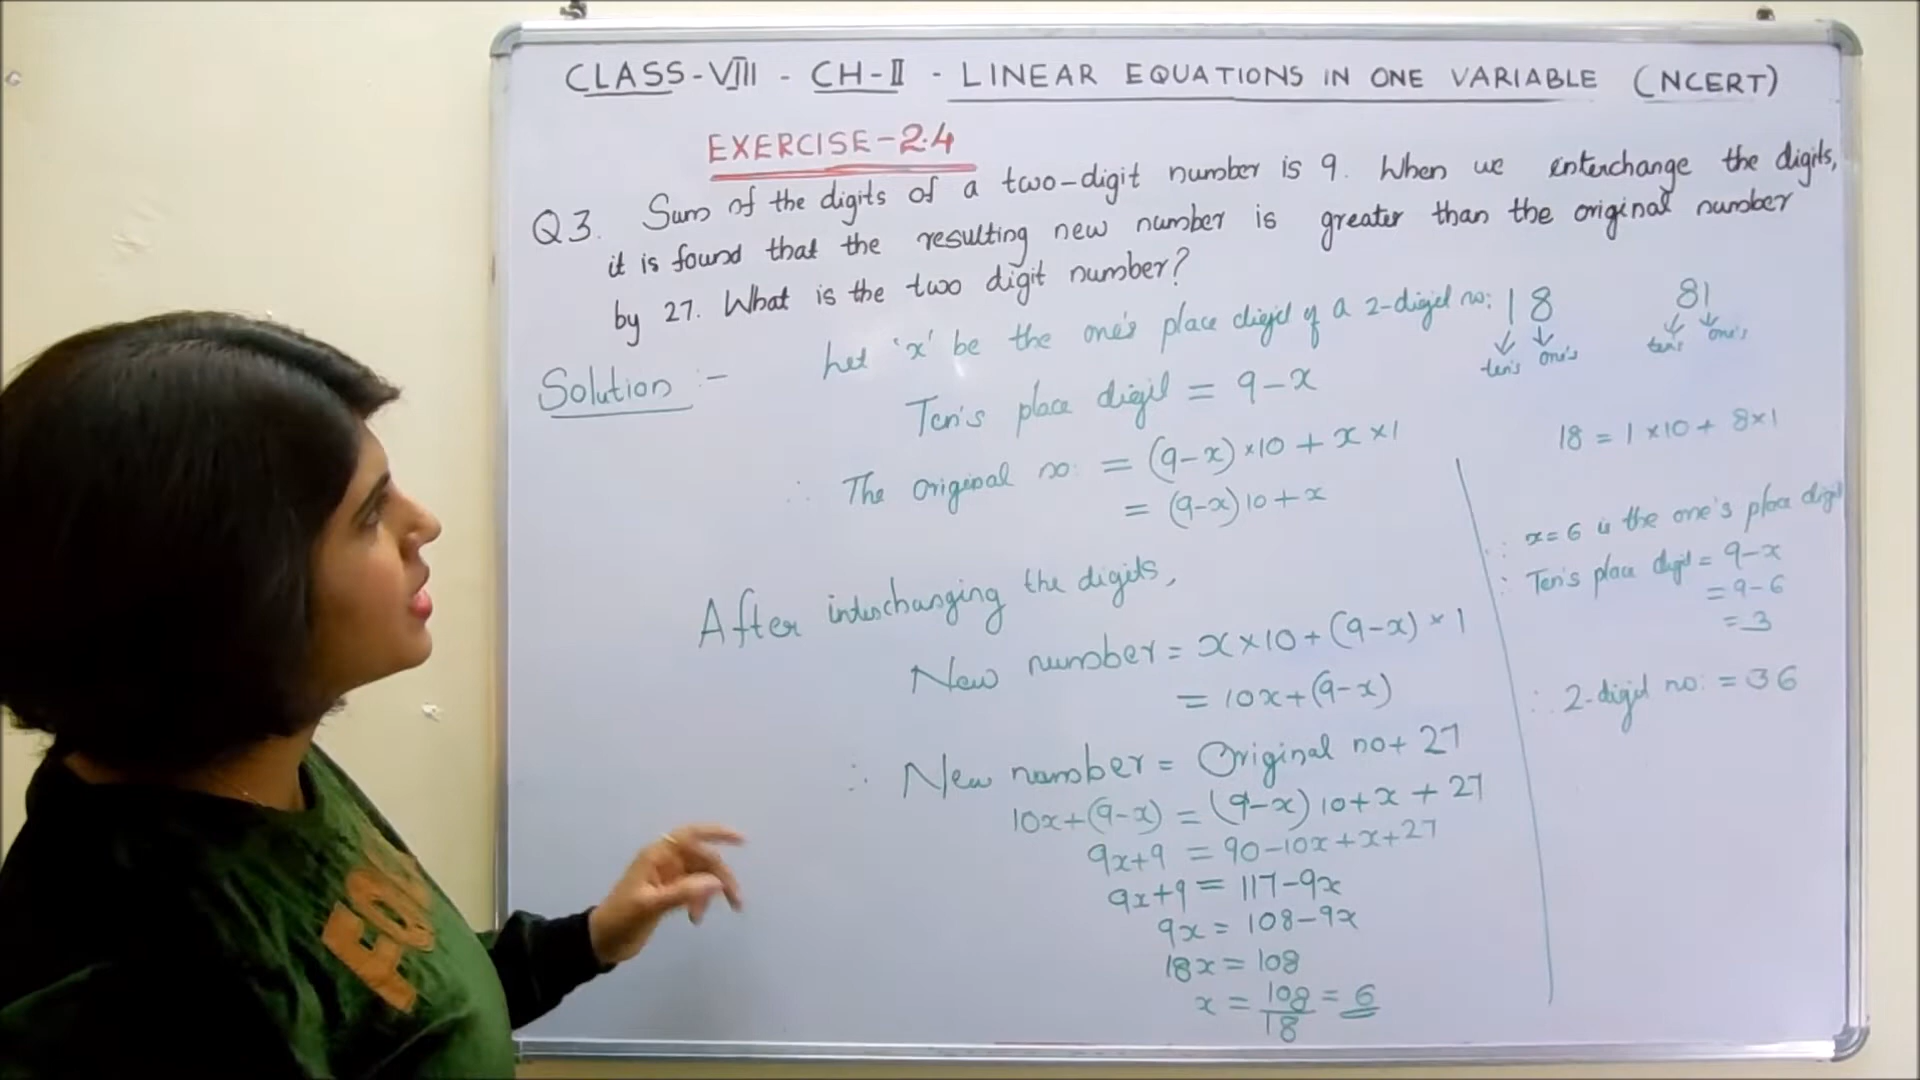 CLASS-VIII - CH-II - LINEAR EQUATIONS IN ONE VARIABLE (NCERT)
EXERCISE-2.4
Q3. Sum of the digits of a two-digit number is 9. When we interchange the digits,
it is found that the resulting new number is greater than the original number
by 27. What is the two digit number?
Solution :- Let 'x' be the one's place digit of a 2-digit no: 18
ten's one's
81
ten's one's
Ten's place digit = 9-x
∴ The original no: = (9-x)×10 + x×1
= (9-x)10+x
After interchanging the digits,
New number = x×10+(9-x)×1
= 10x+(9-x)
∴ New number = Original no+ 27
10x+(9-x) = (9-x)10+x+27
9x+9 = 90-10x+x+27
9x+9 = 117-9x
9x = 108-9x
18x = 108
x = 108/18 = 6
18 = 1×10+ 8×1
∴ x=6 is the one's place digit
∴ Ten's place digit = 9-x
= 9-6
= 3
∴ 2-digit no: = 36